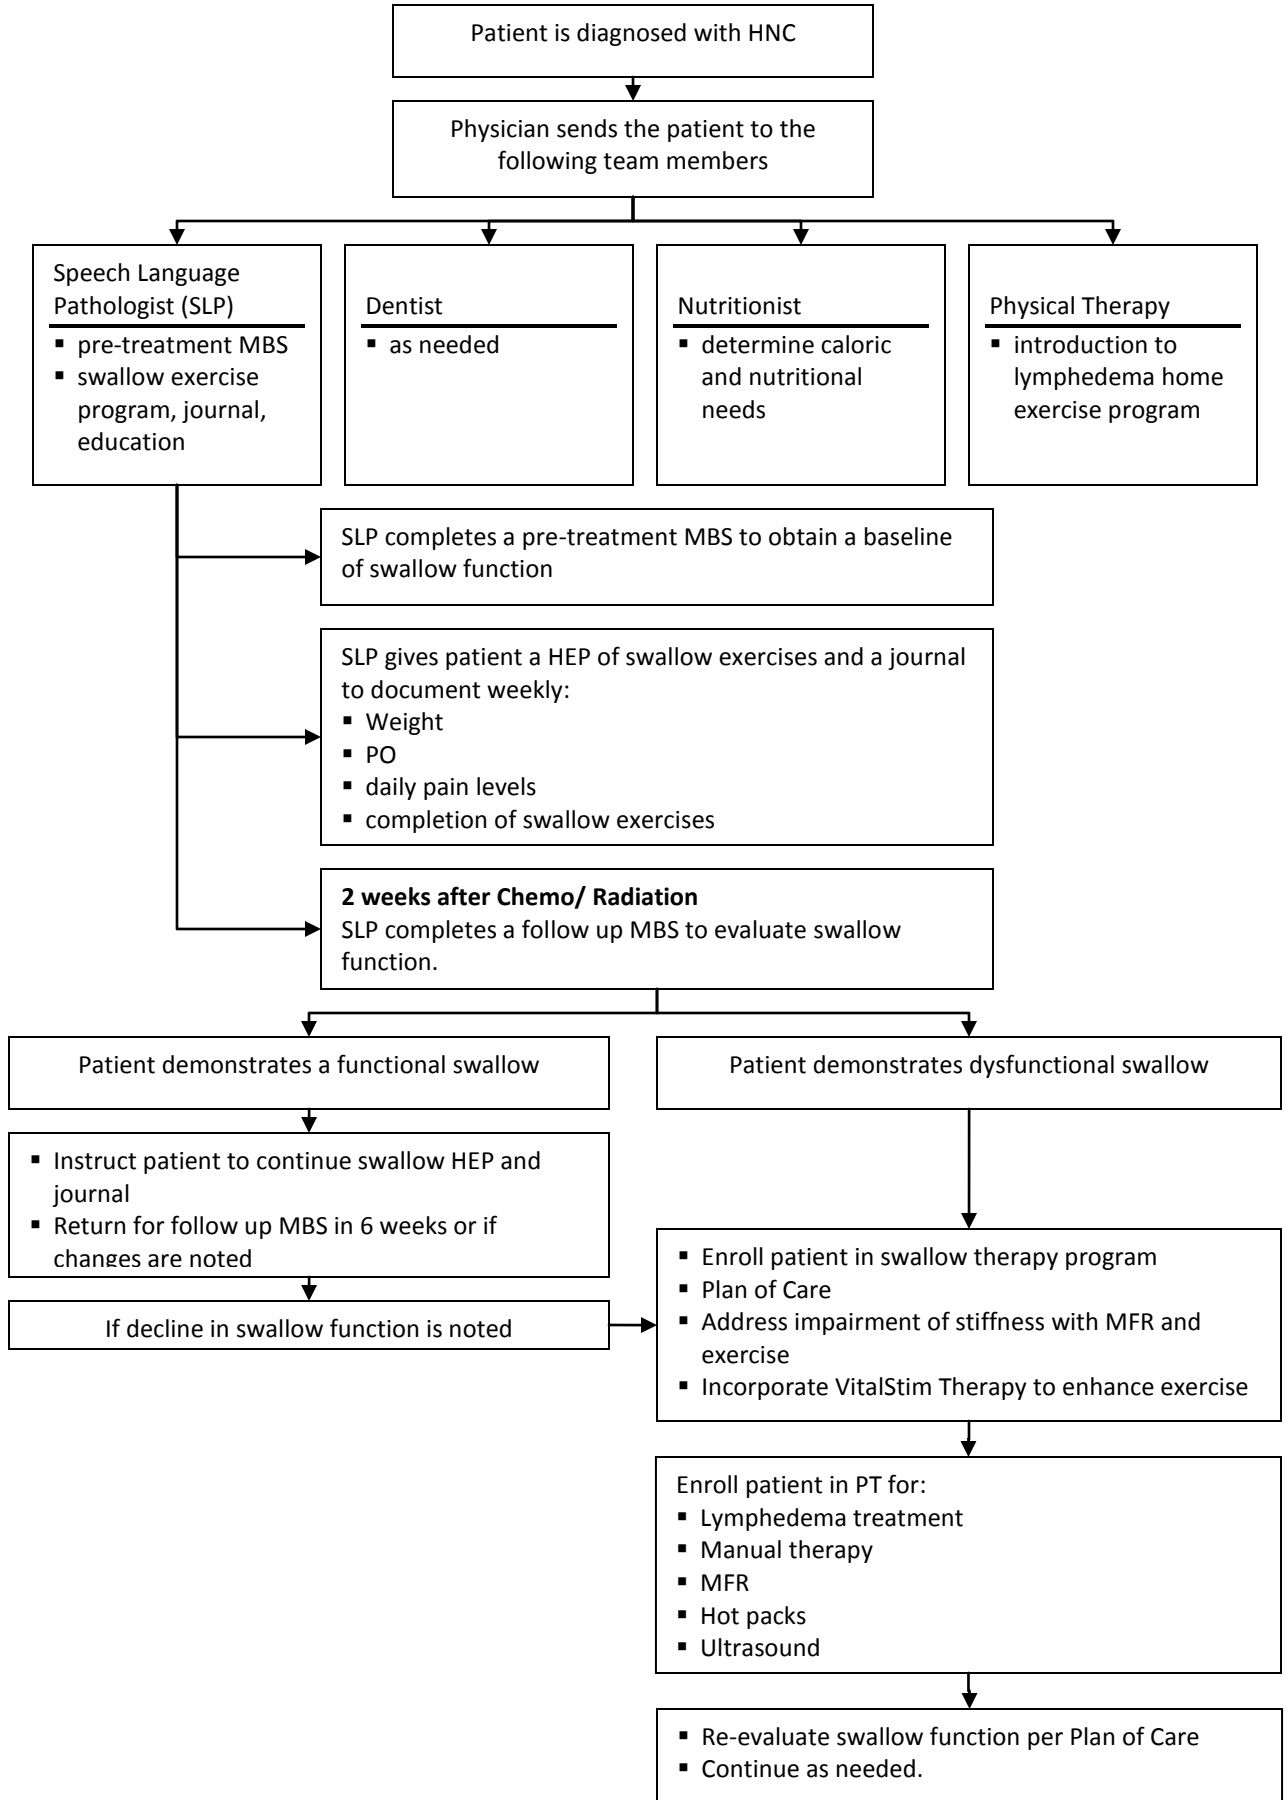 Patient is diagnosed with HNC
Physician sends the patient to the
following team members
Speech Language
Pathologist (SLP)
▪ pre-treatment MBS
▪ swallow exercise
program, journal,
education
Dentist
▪ as needed
Nutritionist
▪ determine caloric
and nutritional
needs
Physical Therapy
▪ introduction to
lymphedema home
exercise program
SLP completes a pre-treatment MBS to obtain a baseline
of swallow function
SLP gives patient a HEP of swallow exercises and a journal
to document weekly:
▪ Weight
▪ PO
▪ daily pain levels
▪ completion of swallow exercises
2 weeks after Chemo/ Radiation
SLP completes a follow up MBS to evaluate swallow
function.
Patient demonstrates a functional swallow
Patient demonstrates dysfunctional swallow
▪ Instruct patient to continue swallow HEP and
journal
▪ Return for follow up MBS in 6 weeks or if
changes are noted
If decline in swallow function is noted
▪ Enroll patient in swallow therapy program
▪ Plan of Care
▪ Address impairment of stiffness with MFR and
exercise
▪ Incorporate VitalStim Therapy to enhance exercise
Enroll patient in PT for:
▪ Lymphedema treatment
▪ Manual therapy
▪ MFR
▪ Hot packs
▪ Ultrasound
▪ Re-evaluate swallow function per Plan of Care
▪ Continue as needed.